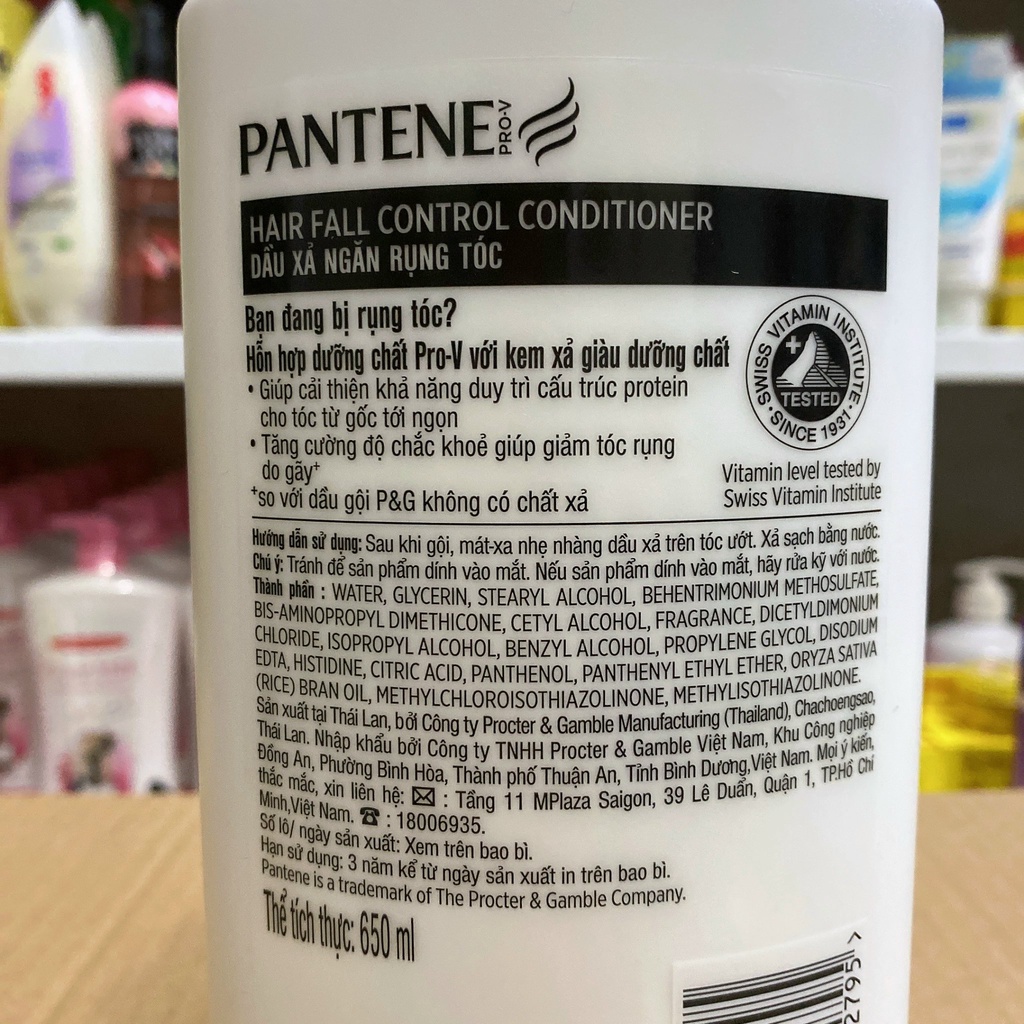 PANTENE PRO-V
HAIR FALL CONTROL CONDITIONER
DẦU XẢ NGĂN RỤNG TÓC
Bạn đang bị rụng tóc?
Hỗn hợp dưỡng chất Pro-V với kem xả giàu dưỡng chất
• Giúp cải thiện khả năng duy trì cấu trúc protein
cho tóc từ gốc tới ngọn
• Tăng cường độ chắc khoẻ giúp giảm tóc rụng
do gãy⁺
⁺so với dầu gội P&G không có chất xả
SWISS VITAMIN INSTITUTE
TESTED
• SINCE 1931 •
Vitamin level tested by
Swiss Vitamin Institute
Hướng dẫn sử dụng: Sau khi gội, mát-xa nhẹ nhàng dầu xả trên tóc ướt. Xả sạch bằng nước.
Chú ý: Tránh để sản phẩm dính vào mắt. Nếu sản phẩm dính vào mắt, hãy rửa kỹ với nước.
Thành phần : WATER, GLYCERIN, STEARYL ALCOHOL, BEHENTRIMONIUM METHOSULFATE,
BIS-AMINOPROPYL DIMETHICONE, CETYL ALCOHOL, FRAGRANCE, DICETYLDIMONIUM
CHLORIDE, ISOPROPYL ALCOHOL, BENZYL ALCOHOL, PROPYLENE GLYCOL, DISODIUM
EDTA, HISTIDINE, CITRIC ACID, PANTHENOL, PANTHENYL ETHYL ETHER, ORYZA SATIVA
(RICE) BRAN OIL, METHYLCHLOROISOTHIAZOLINONE, METHYLISOTHIAZOLINONE.
Sản xuất tại Thái Lan, bởi Công ty Procter & Gamble Manufacturing (Thailand), Chachoengsao,
Thái Lan. Nhập khẩu bởi Công ty TNHH Procter & Gamble Việt Nam, Khu Công nghiệp
Đồng An, Phường Bình Hòa, Thành phố Thuận An, Tỉnh Bình Dương,Việt Nam. Mọi ý kiến,
thắc mắc, xin liên hệ: ✉ : Tầng 11 MPlaza Saigon, 39 Lê Duẩn, Quận 1, TP.Hồ Chí
Minh,Việt Nam. ☎ : 18006935.
Số lô/ ngày sản xuất: Xem trên bao bì.
Hạn sử dụng: 3 năm kể từ ngày sản xuất in trên bao bì.
Pantene is a trademark of The Procter & Gamble Company.
Thể tích thực: 650 ml
2795 >